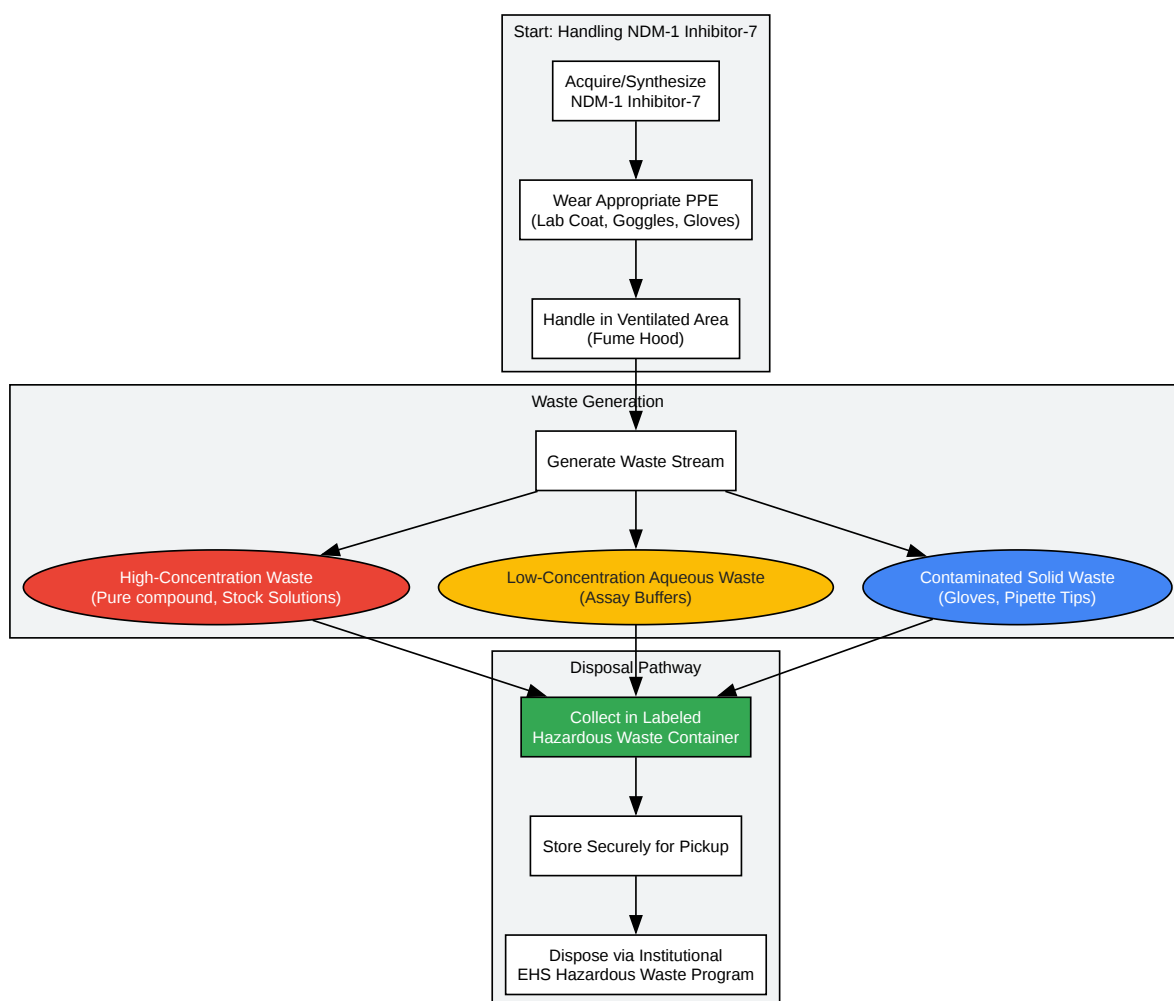 Start: Handling NDM-1 Inhibitor-7
Acquire/Synthesize
NDM-1 Inhibitor-7
Wear Appropriate PPE
(Lab Coat, Goggles, Gloves)
Handle in Ventilated Area
(Fume Hood)
Waste Generation
Generate Waste Stream
High-Concentration Waste
(Pure compound, Stock Solutions)
Low-Concentration Aqueous Waste
(Assay Buffers)
Contaminated Solid Waste
(Gloves, Pipette Tips)
Disposal Pathway
Collect in Labeled
Hazardous Waste Container
Store Securely for Pickup
Dispose via Institutional
EHS Hazardous Waste Program